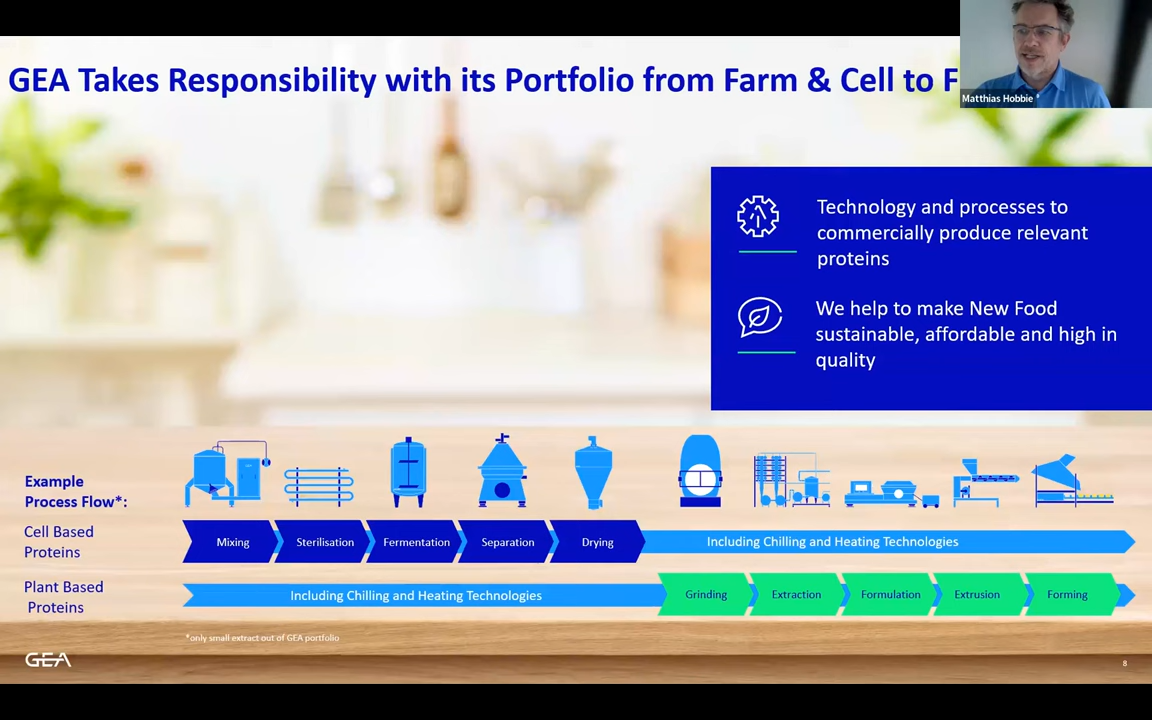 GEA Takes Responsibility with its Portfolio from Farm & Cell to
Matthias Hobbie
Technology and processes to
commercially produce relevant
proteins
We help to make New Food
sustainable, affordable and high in
quality
Example
Process Flow*:
Cell Based
Proteins
Mixing
Sterilisation
Fermentation
Separation
Drying
Including Chilling and Heating Technologies
Plant Based
Proteins
Including Chilling and Heating Technologies
Grinding
Extraction
Formulation
Extrusion
Forming
*only small extract out of GEA portfolio
GEA
8